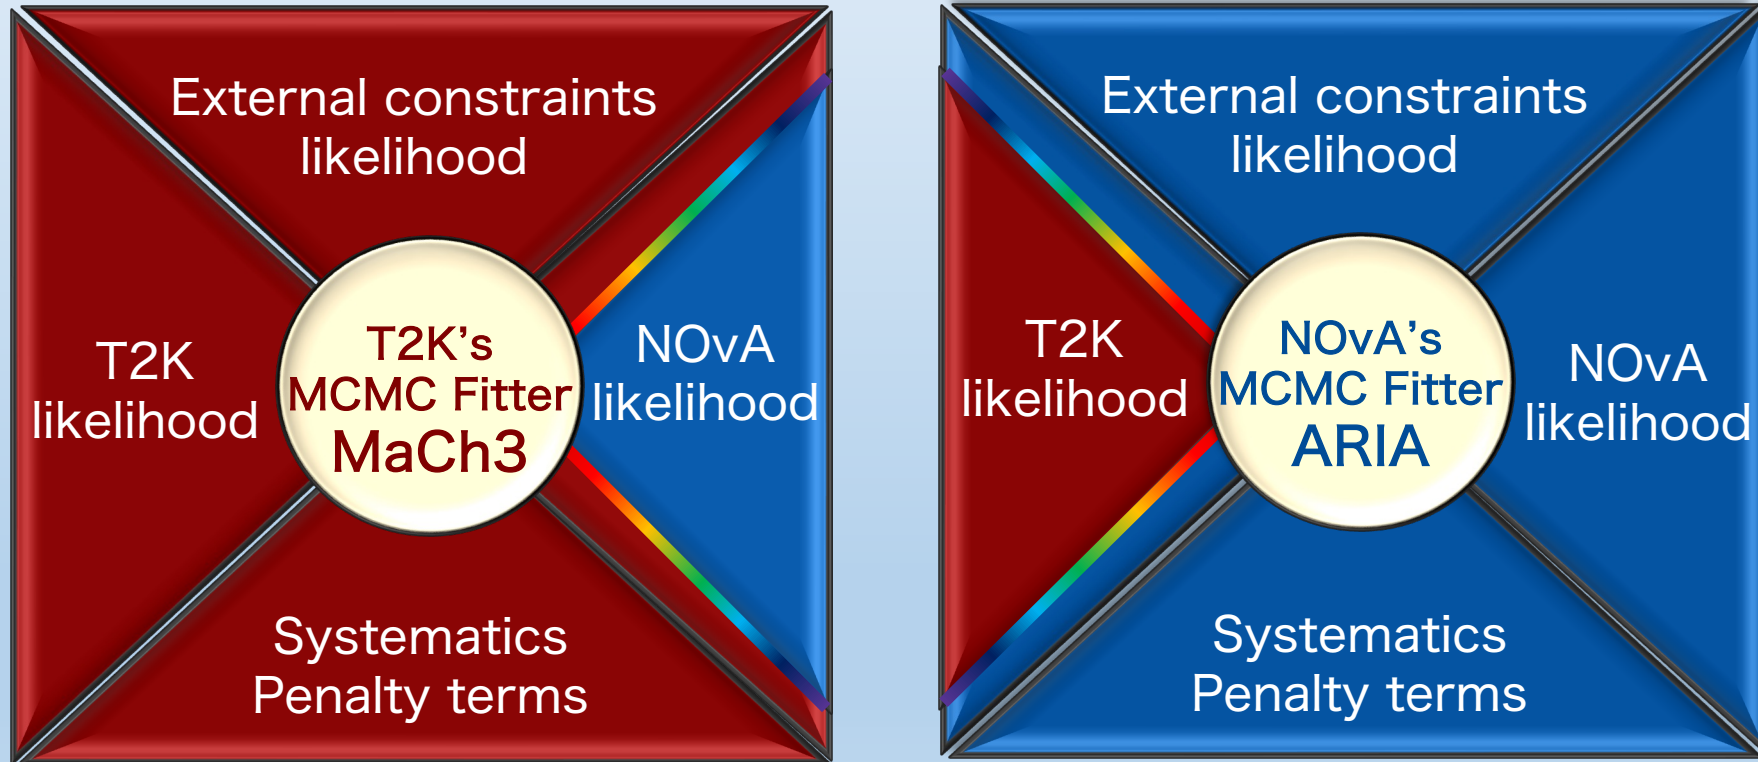 External constraints
likelihood
T2K
likelihood
T2K’s
MCMC Fitter
MaCh3
NOvA
likelihood
Systematics
Penalty terms
External constraints
likelihood
T2K
likelihood
NOvA’s
MCMC Fitter
ARIA
NOvA
likelihood
Systematics
Penalty terms